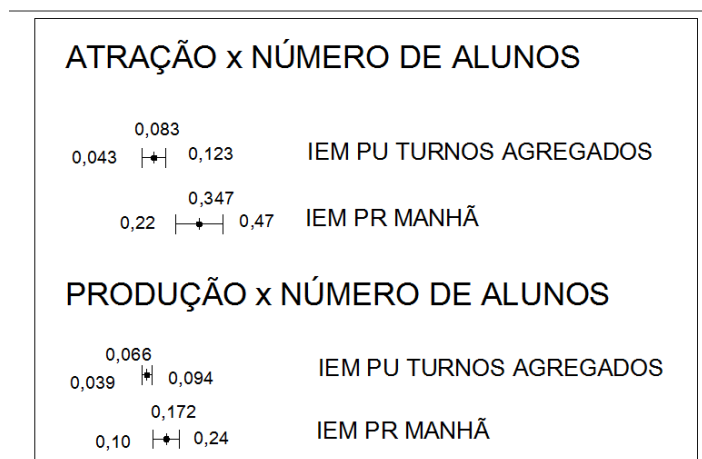 ATRAÇÃO x NÚMERO DE ALUNOS
0,083
0,043 0,123 IEM PU TURNOS AGREGADOS
0,347
0,22 0,47 IEM PR MANHÃ
PRODUÇÃO x NÚMERO DE ALUNOS
0,066
0,039 0,094 IEM PU TURNOS AGREGADOS
0,172
0,10 0,24 IEM PR MANHÃ